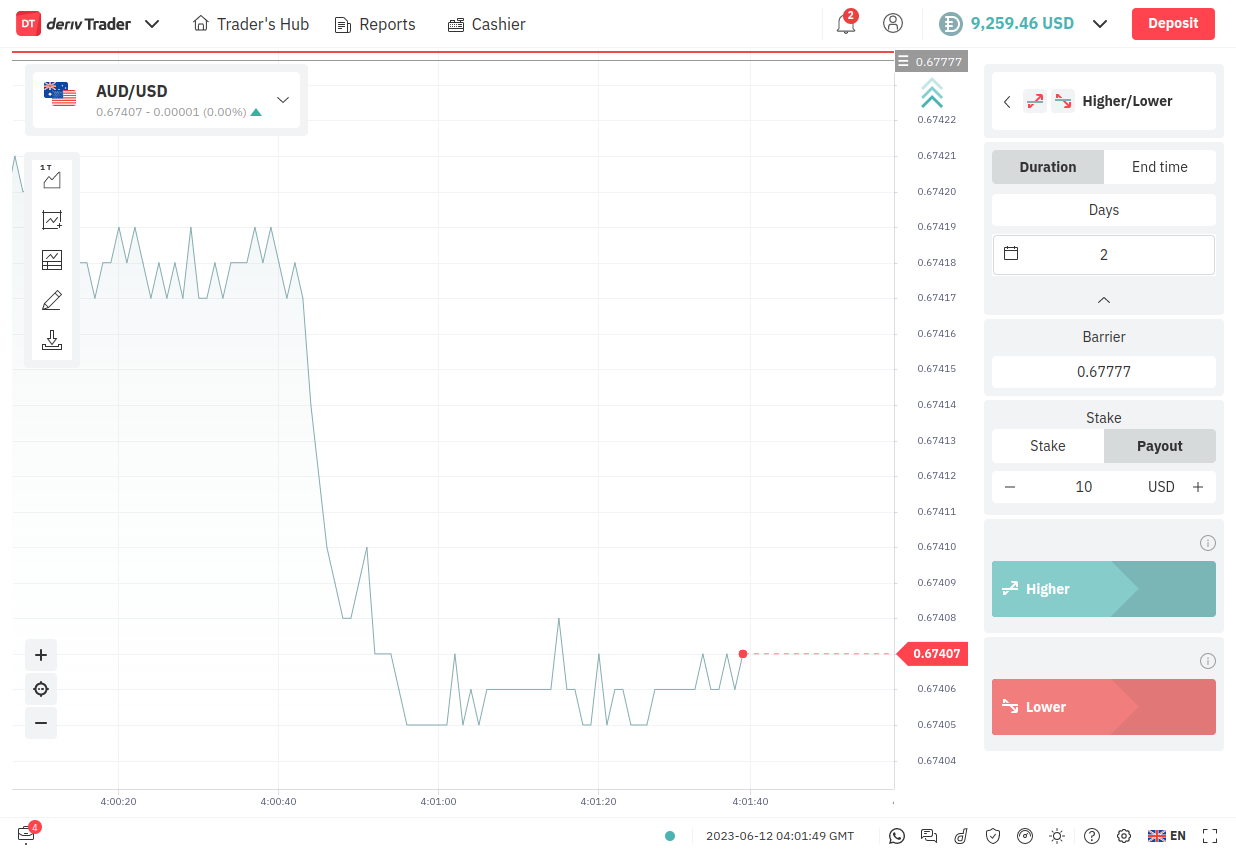 DT deriv Trader
Trader's Hub
Reports
Cashier
2
9,259.46 USD
Deposit
0.67777
AUD/USD
0.67407 - 0.00001 (0.00%)
1T
0.67422
0.67421
0.67420
0.67419
0.67418
0.67417
0.67416
0.67415
0.67414
0.67413
0.67412
0.67411
0.67410
0.67409
0.67408
0.67407
0.67406
0.67405
0.67404
4:00:20
4:00:40
4:01:00
4:01:20
4:01:40
Higher/Lower
Duration
End time
Days
2
Barrier
0.67777
Stake
Stake
Payout
10
USD
Higher
Lower
4
2023-06-12 04:01:49 GMT
EN